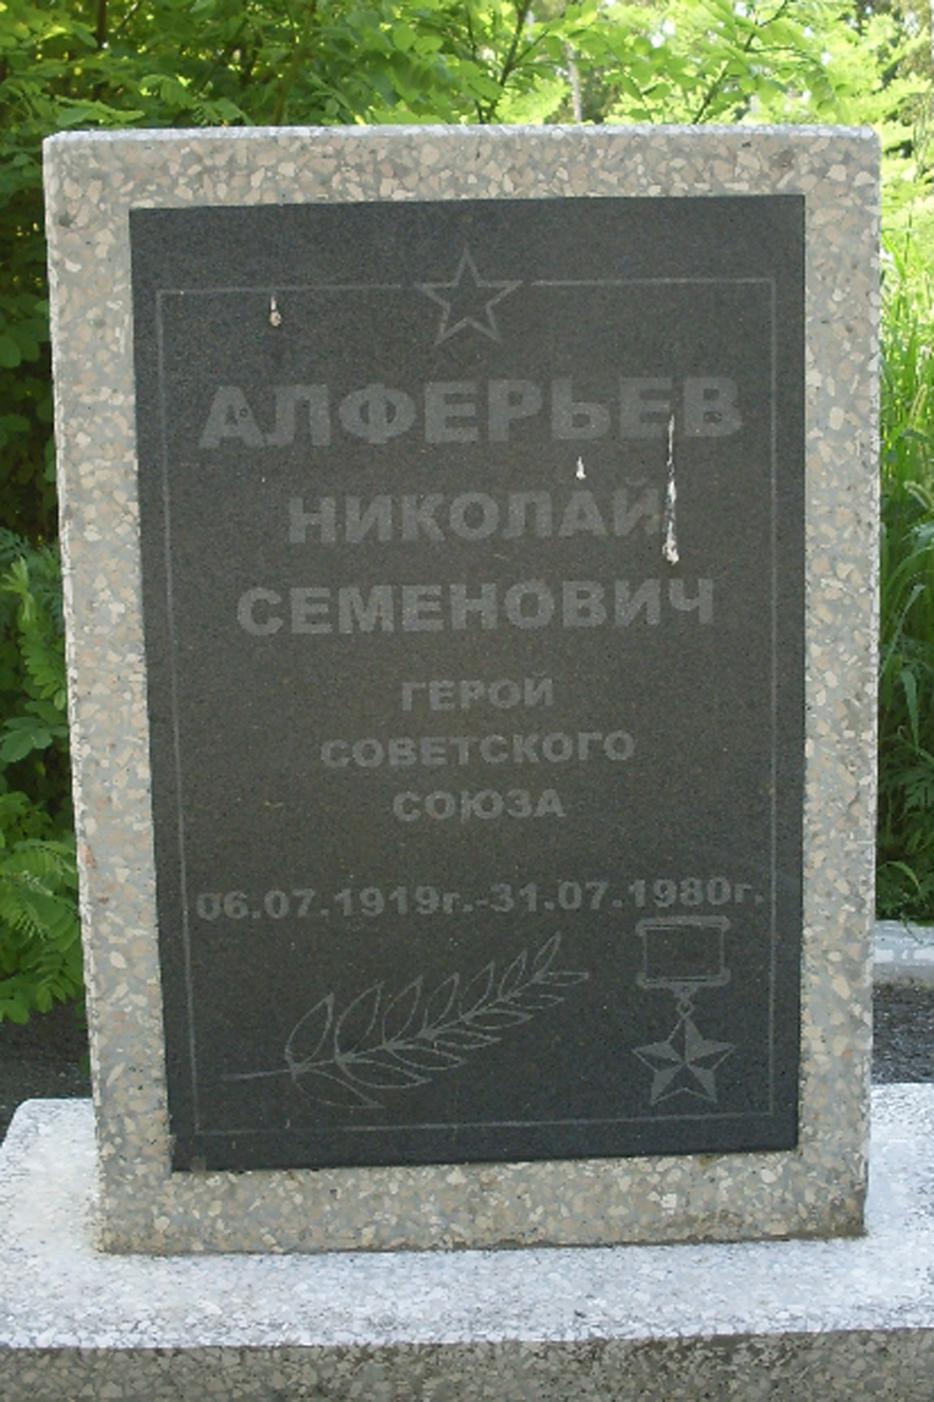 АЛФЕРЬЕВ
НИКОЛАЙ
СЕМЕНОВИЧ
ГЕРОЙ
СОВЕТСКОГО
СОЮЗА
06.07.1919г.-31.07.1980г.